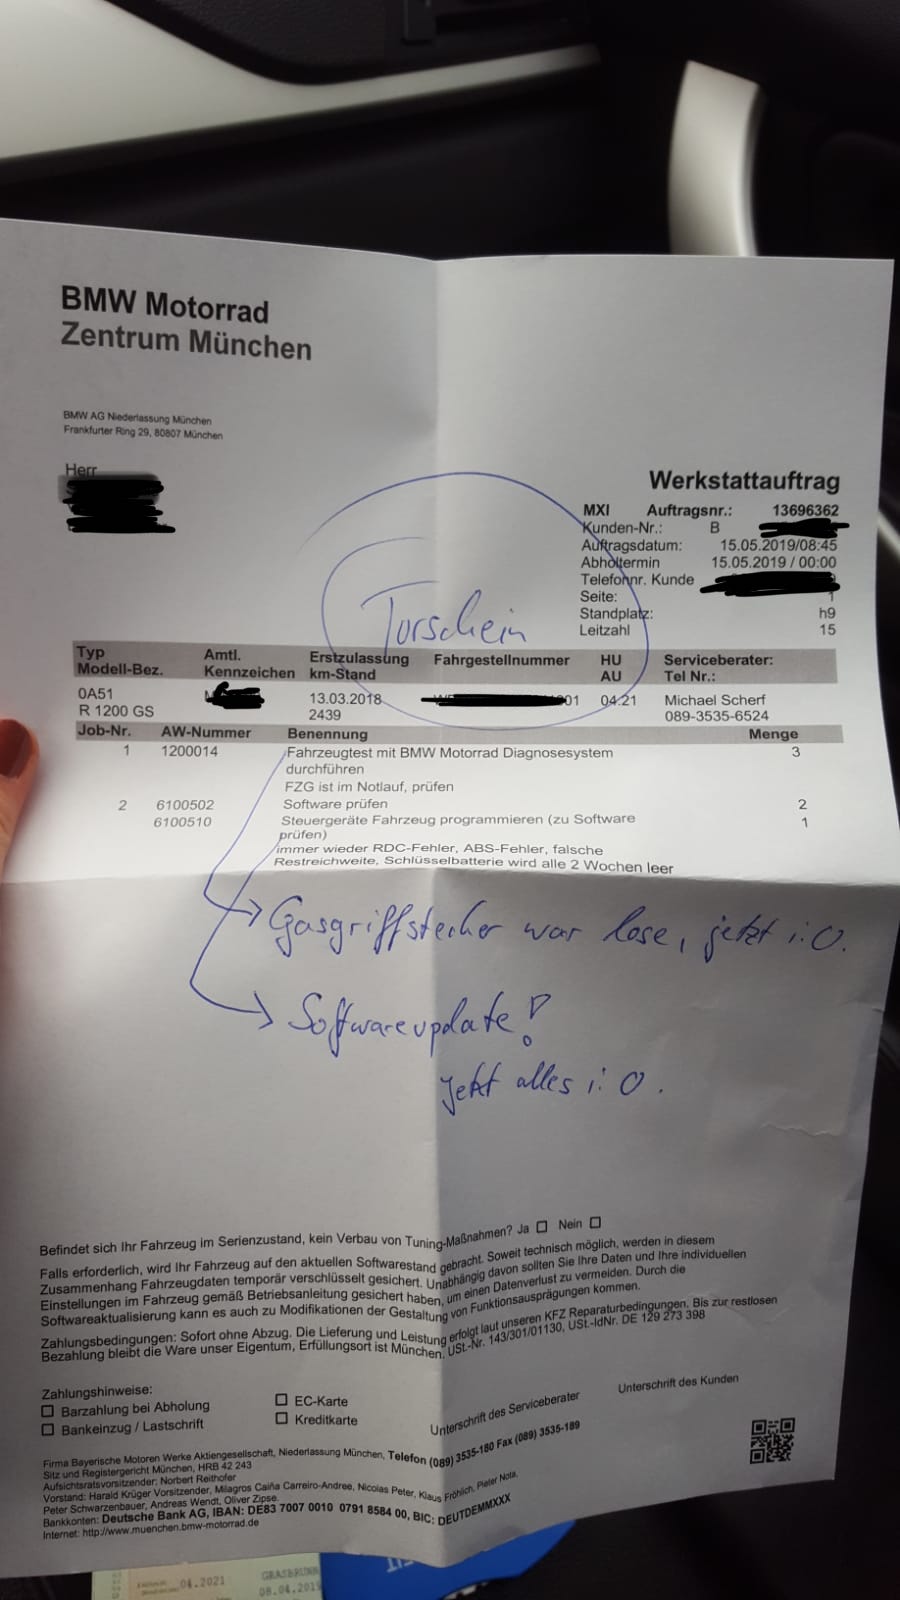 BMW Motorrad
Zentrum München
BMW AG Niederlassung München
Frankfurter Ring 29, 80807 München
Herr
Werkstattauftrag
MXI Auftragsnr.: 13696362
Kunden-Nr.: B
Auftragsdatum: 15.05.2019/08:45
Abholtermin 15.05.2019 / 00:00
Telefonnr. Kunde
Seite: 1
Standplatz: h9
Leitzahl 15
Torschein
Typ Amtl. Erstzulassung Fahrgestellnummer HU Serviceberater:
Modell-Bez. Kennzeichen km-Stand AU Tel Nr.:
0A51 13.03.2018 04.21 Michael Scherf
R 1200 GS 2439 089-3535-6524
Job-Nr. AW-Nummer Benennung Menge
1 1200014 Fahrzeugtest mit BMW Motorrad Diagnosesystem 3
durchführen
FZG ist im Notlauf, prüfen
2 6100502 Software prüfen 2
6100510 Steuergeräte Fahrzeug programmieren (zu Software 1
prüfen)
immer wieder RDC-Fehler, ABS-Fehler, falsche
Restreichweite, Schlüsselbatterie wird alle 2 Wochen leer
Gasgriffstecker war lose, jetzt i.O.
Softwareupdate!
jetzt alles i.O.
Befindet sich Ihr Fahrzeug im Serienzustand, kein Verbau von Tuning-Maßnahmen? Ja Nein
Falls erforderlich, wird Ihr Fahrzeug auf den aktuellen Softwarestand gebracht. Soweit technisch möglich, werden in diesem
Zusammenhang Fahrzeugdaten temporär verschlüsselt gesichert. Unabhängig davon sollten Sie Ihre Daten und Ihre individuellen
Einstellungen im Fahrzeug gemäß Betriebsanleitung gesichert haben, um einen Datenverlust zu vermeiden. Durch die
Softwareaktualisierung kann es auch zu Modifikationen der Gestaltung von Funktionsausprägungen kommen.
Zahlungsbedingungen: Sofort ohne Abzug. Die Lieferung und Leistung erfolgt laut unseren KFZ Reparaturbedingungen. Bis zur restlosen
Bezahlung bleibt die Ware unser Eigentum, Erfüllungsort ist München. USt.-Nr. 143/301/01130, USt.-IdNr. DE 129 273 398
Zahlungshinweise:
Barzahlung bei Abholung EC-Karte
Bankeinzug / Lastschrift Kreditkarte
Unterschrift des Serviceberater Unterschrift des Kunden
Firma Bayerische Motoren Werke Aktiengesellschaft, Niederlassung München, Telefon (089) 3535-180 Fax (089) 3535-189
Sitz und Registergericht München, HRB 42 243
Aufsichtsratsvorsitzender: Norbert Reithofer
Vorstand: Harald Krüger Vorsitzender, Milagros Caiña Carreiro-Andree, Nicolas Peter, Klaus Fröhlich, Pieter Nota,
Peter Schwarzenbauer, Andreas Wendt, Oliver Zipse.
Bankkonten: Deutsche Bank AG, IBAN: DE83 7007 0010 0791 8584 00, BIC: DEUTDEMMXXX
Internet: http://www.muenchen.bmw-motorrad.de
04.2021 GRASBRUNN
08.04.2019